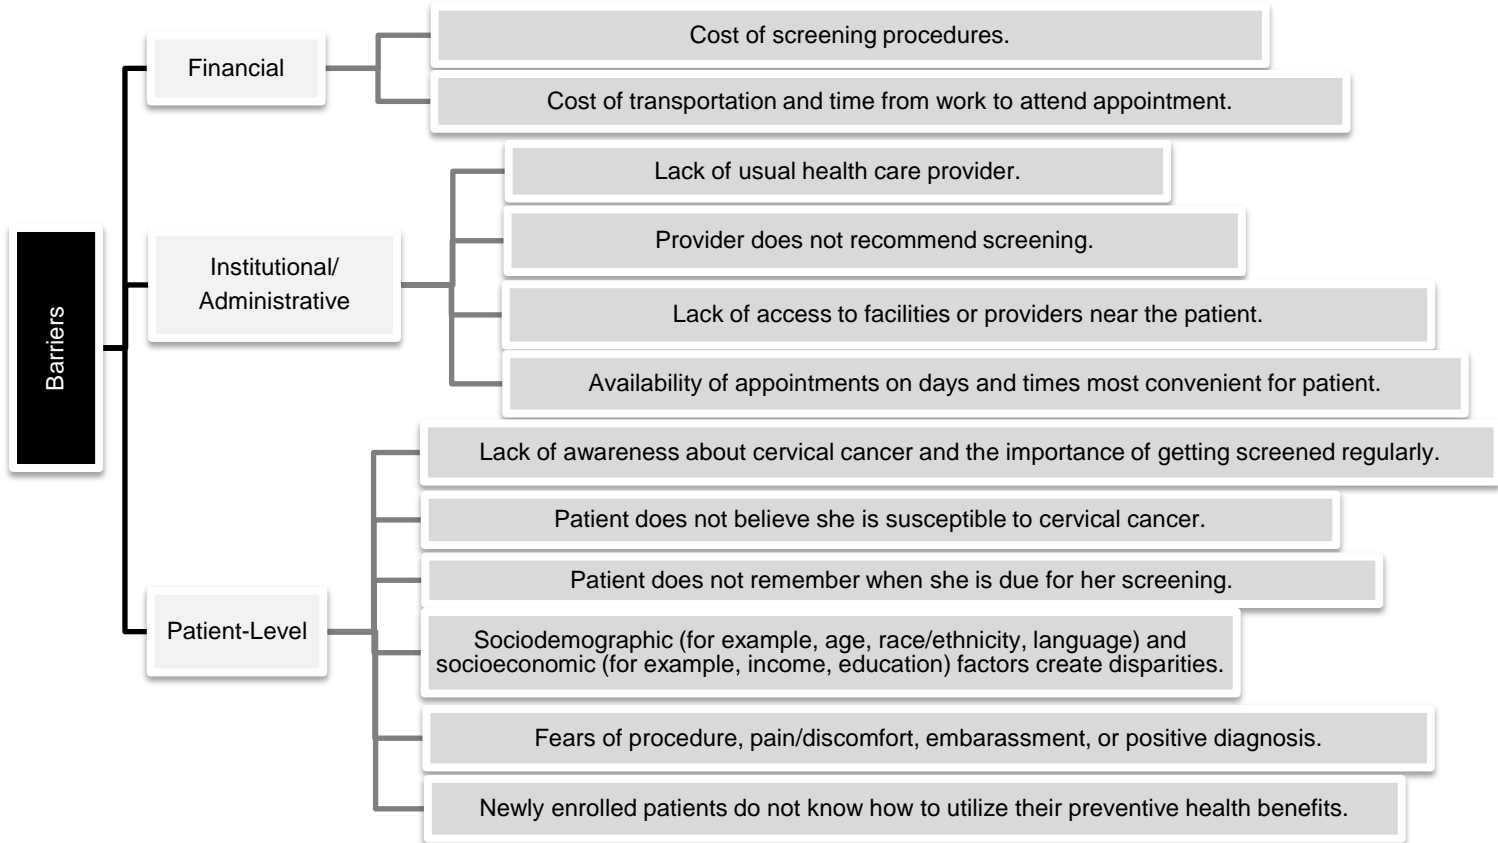 Barriers
Financial
Cost of screening procedures.
Cost of transportation and time from work to attend appointment.
Institutional/
Administrative
Lack of usual health care provider.
Provider does not recommend screening.
Lack of access to facilities or providers near the patient.
Availability of appointments on days and times most convenient for patient.
Patient-Level
Lack of awareness about cervical cancer and the importance of getting screened regularly.
Patient does not believe she is susceptible to cervical cancer.
Patient does not remember when she is due for her screening.
Sociodemographic (for example, age, race/ethnicity, language) and
socioeconomic (for example, income, education) factors create disparities.
Fears of procedure, pain/discomfort, embarassment, or positive diagnosis.
Newly enrolled patients do not know how to utilize their preventive health benefits.